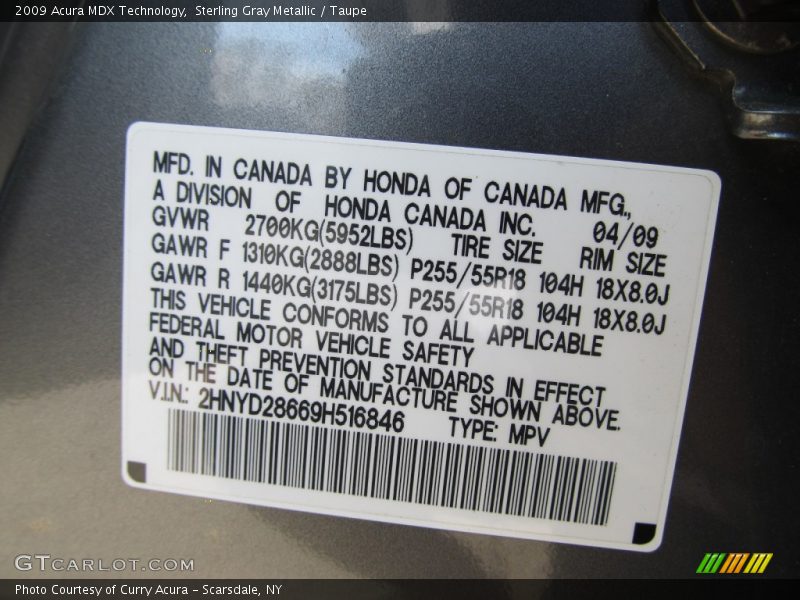 2009 Acura MDX Technology,  Sterling Gray Metallic / Taupe
MFD. IN CANADA BY HONDA OF CANADA MFG.,
A DIVISION OF HONDA CANADA INC. 04/09
GVWR 2700KG(5952LBS) TIRE SIZE RIM SIZE
GAWR F 1310KG(2888LBS) P255/55R18 104H 18X8.0J
GAWR R 1440KG(3175LBS) P255/55R18 104H 18X8.0J
THIS VEHICLE CONFORMS TO ALL APPLICABLE
FEDERAL MOTOR VEHICLE SAFETY
AND THEFT PREVENTION STANDARDS IN EFFECT
ON THE DATE OF MANUFACTURE SHOWN ABOVE.
V.I.N.: 2HNYD28669H516846 TYPE: MPV
GTCARLOT.COM
Photo Courtesy of Curry Acura - Scarsdale, NY